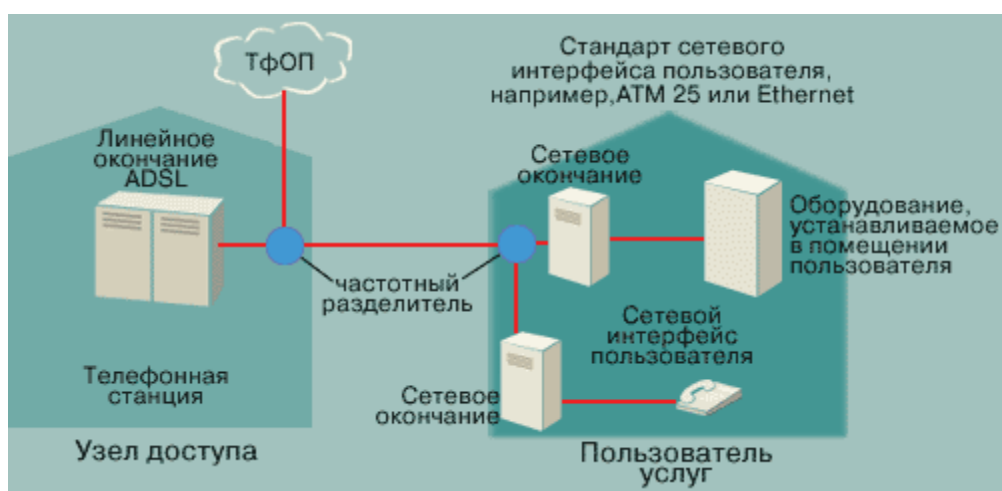 ТфОП
Стандарт сетевого
интерфейса пользователя,
например,АТМ 25 или Ethernet
Линейное
окончание
ADSL
Сетевое
окончание
Оборудование,
устанавливаемое
в помещении
пользователя
частотный
разделитель
Сетевой
интерфейс
пользователя
Телефонная
станция
Сетевое
окончание
Узел доступа
Пользователь
услуг